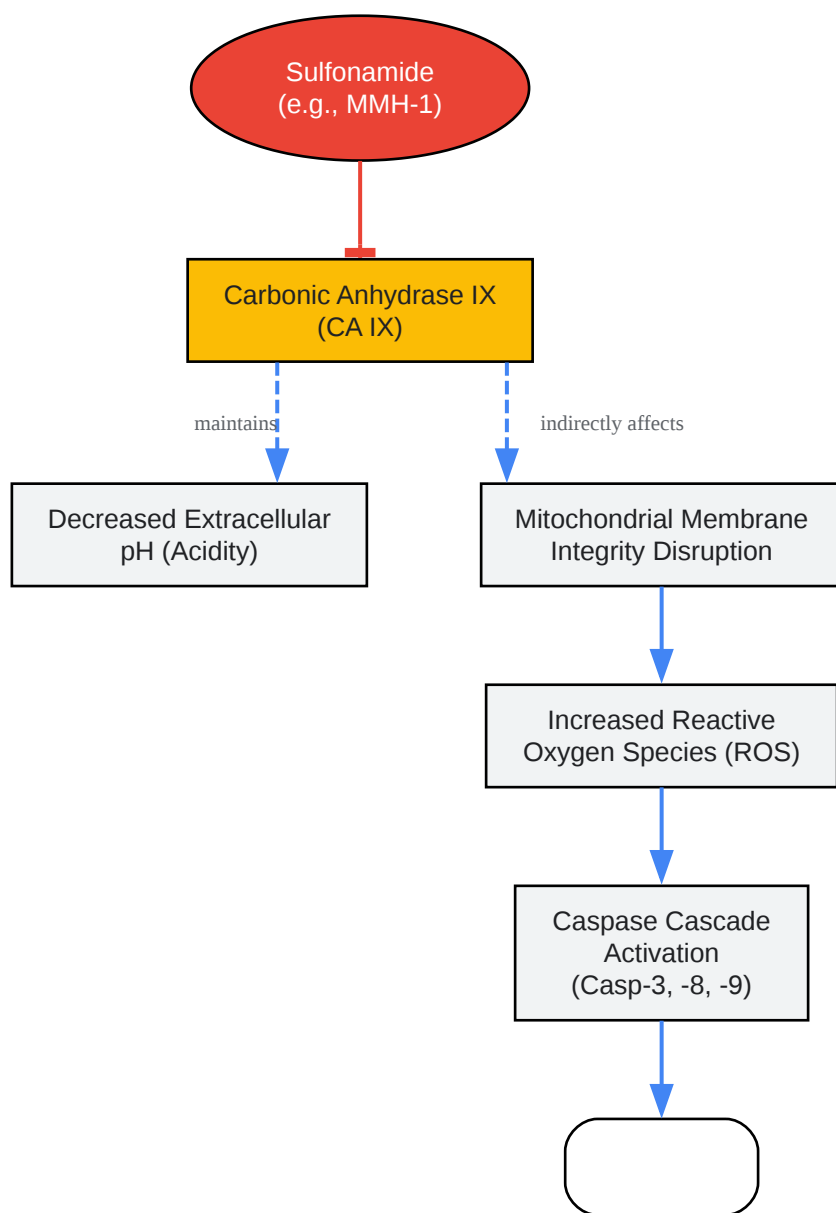 Sulfonamide
(e.g., MMH-1)
Carbonic Anhydrase IX
(CA IX)
maintains
indirectly affects
Decreased Extracellular
pH (Acidity)
Mitochondrial Membrane
Integrity Disruption
Increased Reactive
Oxygen Species (ROS)
Caspase Cascade
Activation
(Casp-3, -8, -9)